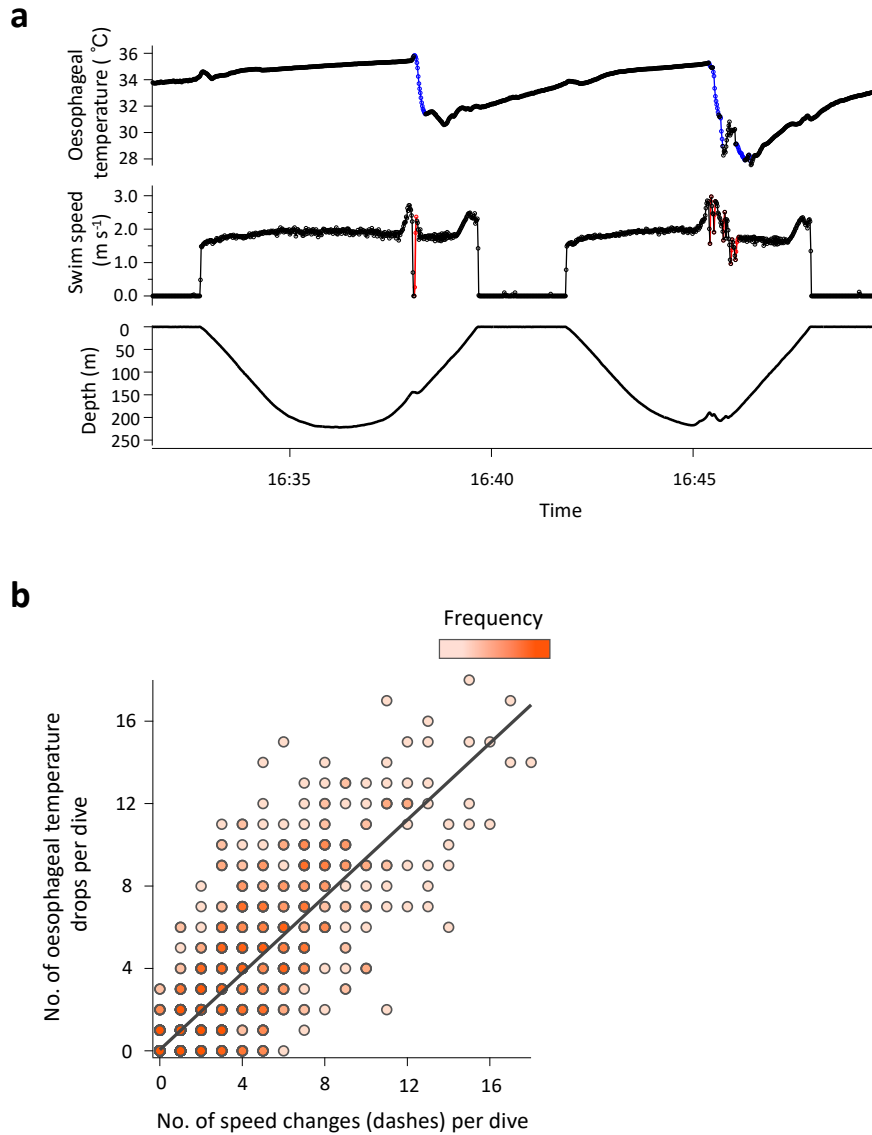 a
Oesophageal
temperature ( °C)
36
34
32
30
28
Swim speed
(m s-1)
3.0
2.0
1.0
0.0
Depth (m)
0
50
100
150
200
250
16:35
16:40
16:45
Time
b
Frequency
No. of oesophageal temperature
drops per dive
16
12
8
4
0
0
4
8
12
16
No. of speed changes (dashes) per dive